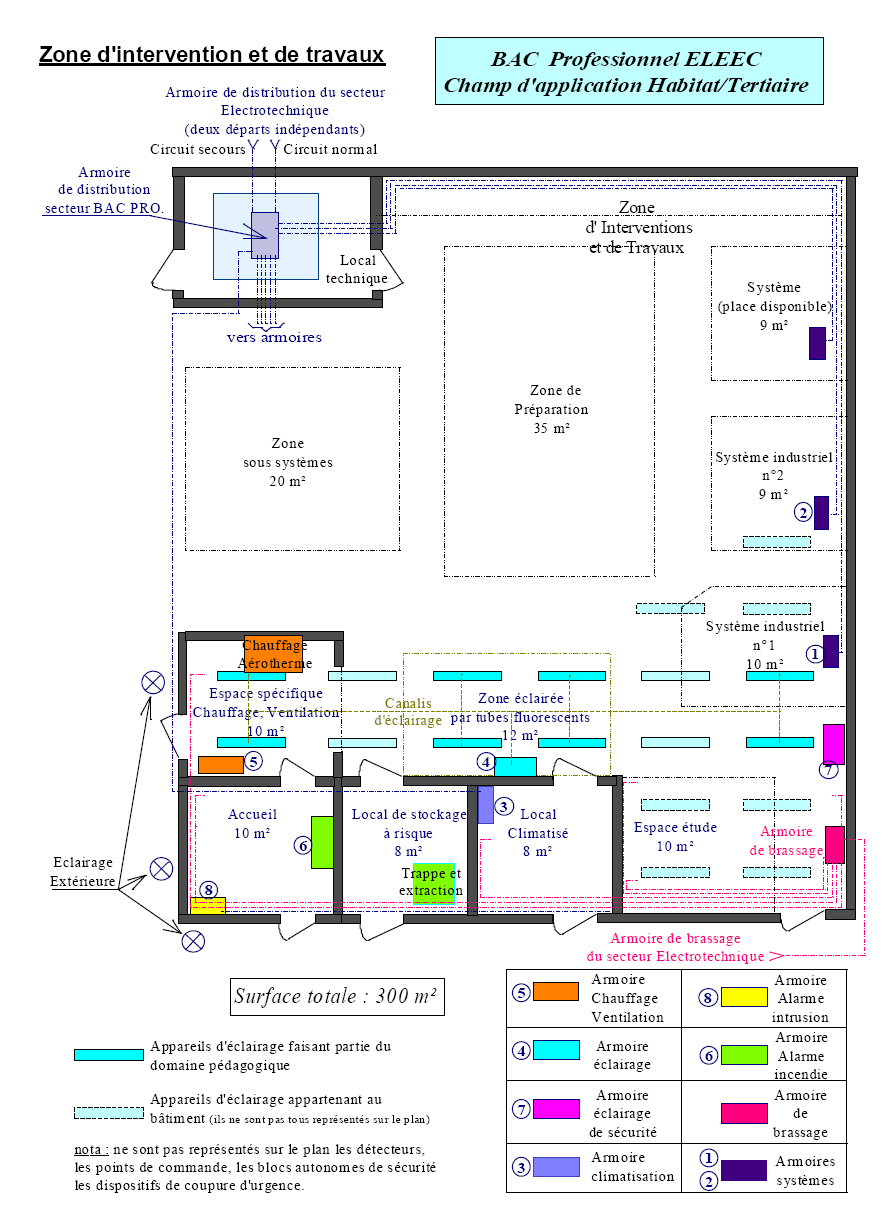 Zone d'intervention et de travaux
BAC Professionnel ELEEC
Champ d'application Habitat/Tertiaire
Armoire de distribution du secteur
Electrotechnique
(deux départs indépendants)
Circuit secours
Circuit normal
Armoire
de distribution
secteur BAC PRO.
Local
technique
vers armoires
Zone
d' Interventions
et de Travaux
Système
(place disponible)
9 m²
Zone de
Préparation
35 m²
Zone
sous systèmes
20 m²
Système industriel
n°2
9 m²
2
Système industriel
n°1
10 m²
1
Chauffage
Aérotherme
Espace spécifique
Chauffage, Ventilation
10 m²
Canalis
d'éclairage
Zone éclairée
par tubes fluorescents
12 m²
5
4
7
Accueil
10 m²
6
8
Local de stockage
à risque
8 m²
Trappe et
extraction
3
Local
Climatisé
8 m²
Espace étude
10 m²
Armoire
de brassage
Eclairage
Extérieure
Armoire de brassage
du secteur Electrotechnique
Surface totale : 300 m²
Appareils d'éclairage faisant partie du
domaine pédagogique
Appareils d'éclairage appartenant au
bâtiment (ils ne sont pas tous représentés sur le plan)
nota : ne sont pas représentés sur le plan les détecteurs,
les points de commande, les blocs autonomes de sécurité
les dispositifs de coupure d'urgence.
5
Armoire
Chauffage
Ventilation
8
Armoire
Alarme
intrusion
4
Armoire
éclairage
6
Armoire
Alarme
incendie
7
Armoire
éclairage
de sécurité
Armoire
de
brassage
3
Armoire
climatisation
1
2
Armoires
systèmes